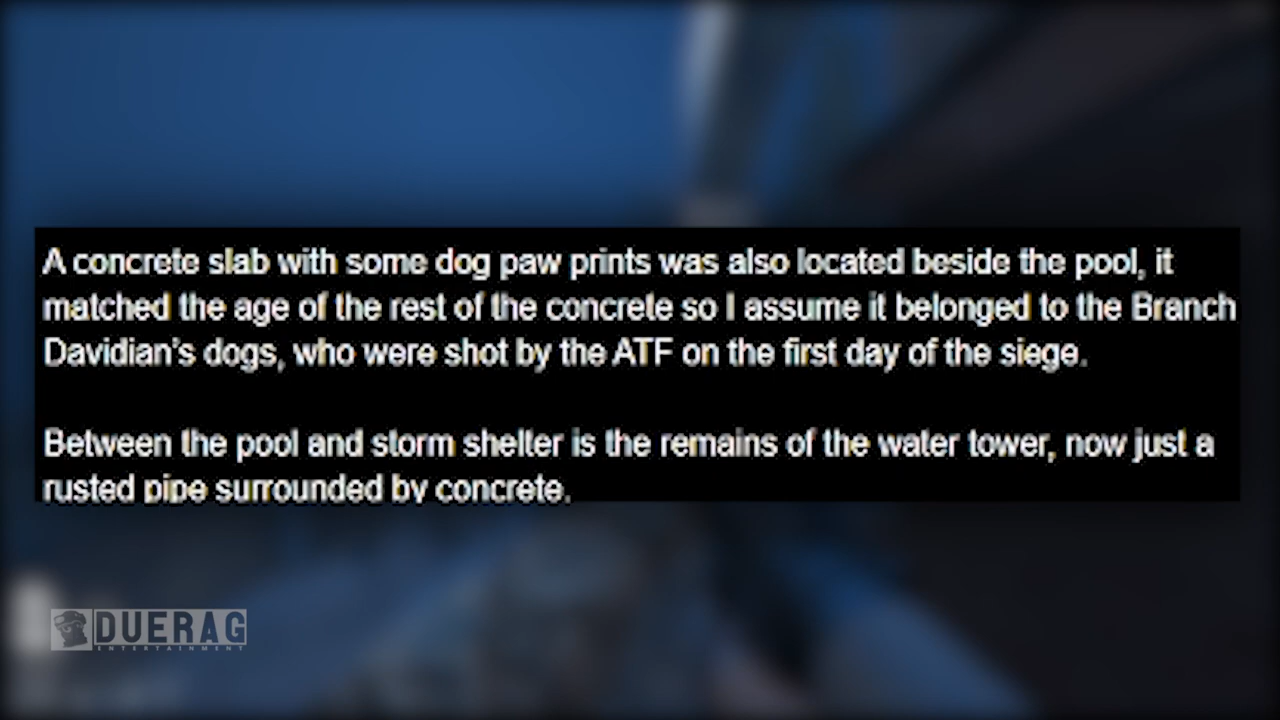 A concrete slab with some dog paw prints was also located beside the pool, it
matched the age of the rest of the concrete so I assume it belonged to the Branch
Davidian's dogs, who were shot by the ATF on the first day of the siege.
Between the pool and storm shelter is the remains of the water tower, now just a
rusted pipe surrounded by concrete.
DUERAG
ENTERTAINMENT